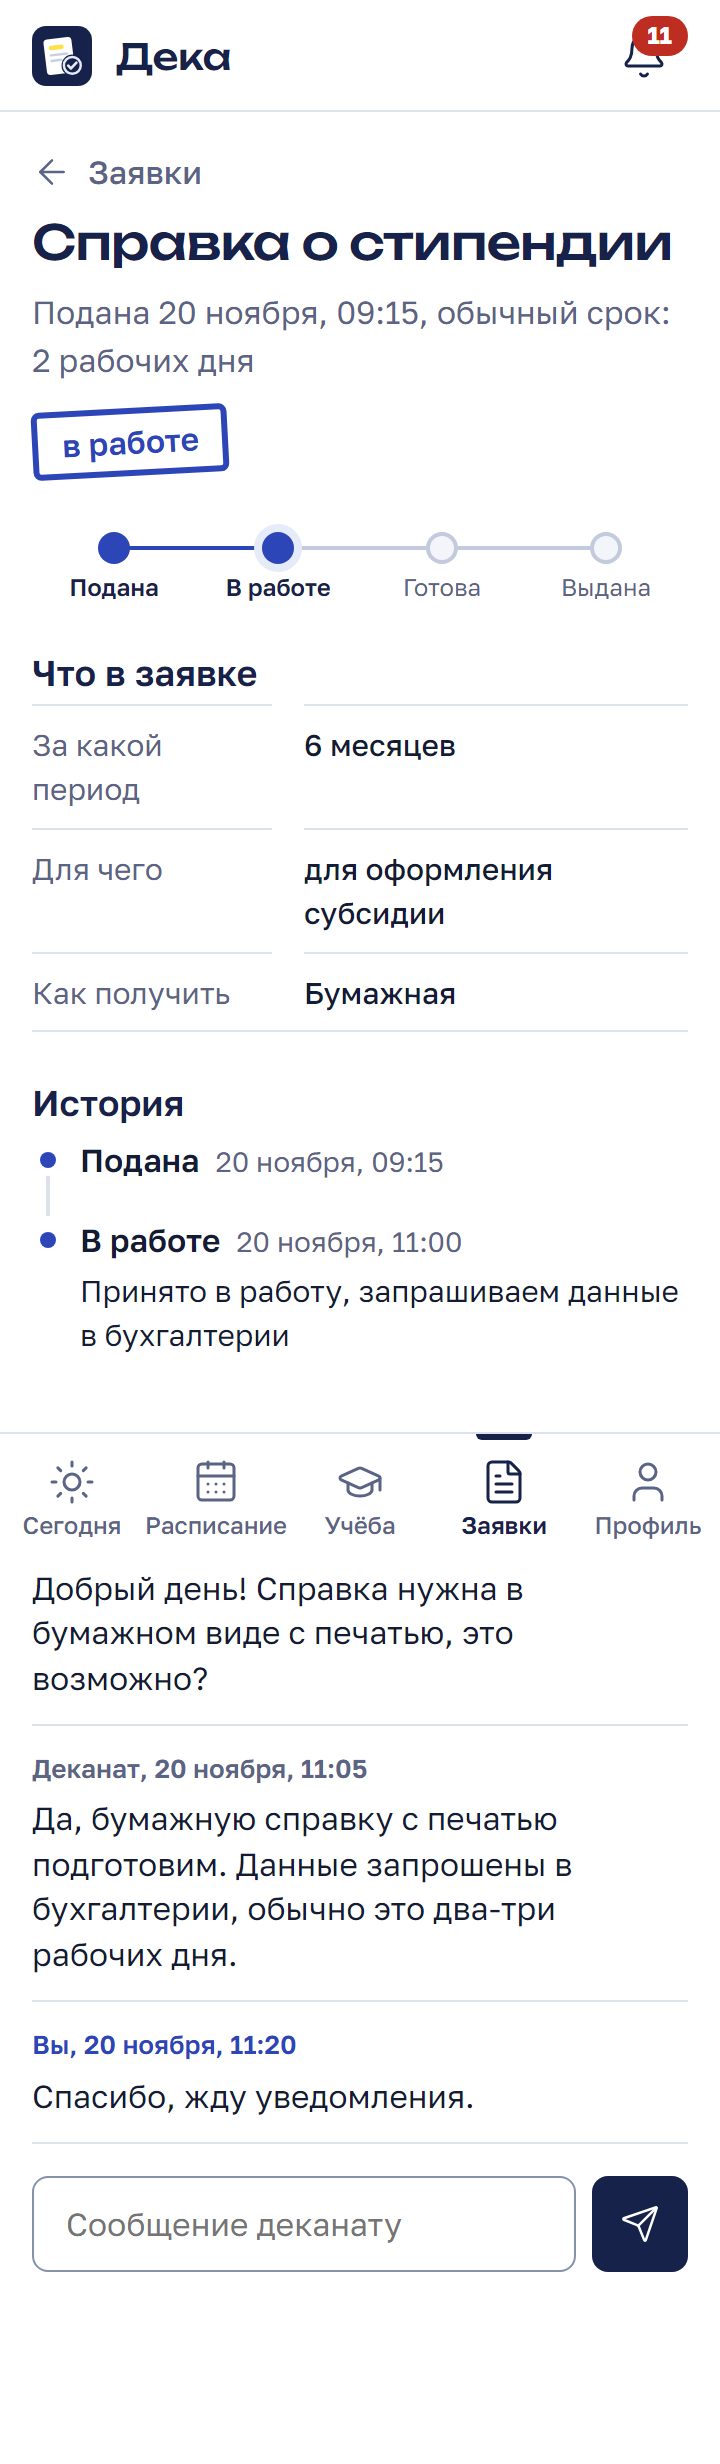 Дека
11
Заявки
Справка о стипендии
Подана 20 ноября, 09:15, обычный срок:
2 рабочих дня
в работе
Подана В работе Готова Выдана
Что в заявке
За какой
период
6 месяцев
Для чего
для оформления
субсидии
Как получить
Бумажная
История
Подана 20 ноября, 09:15
В работе 20 ноября, 11:00
Принято в работу, запрашиваем данные
в бухгалтерии
Сегодня Расписание Учёба Заявки Профиль
Добрый день! Справка нужна в
бумажном виде с печатью, это
возможно?
Деканат, 20 ноября, 11:05
Да, бумажную справку с печатью
подготовим. Данные запрошены в
бухгалтерии, обычно это два-три
рабочих дня.
Вы, 20 ноября, 11:20
Спасибо, жду уведомления.
Сообщение деканату